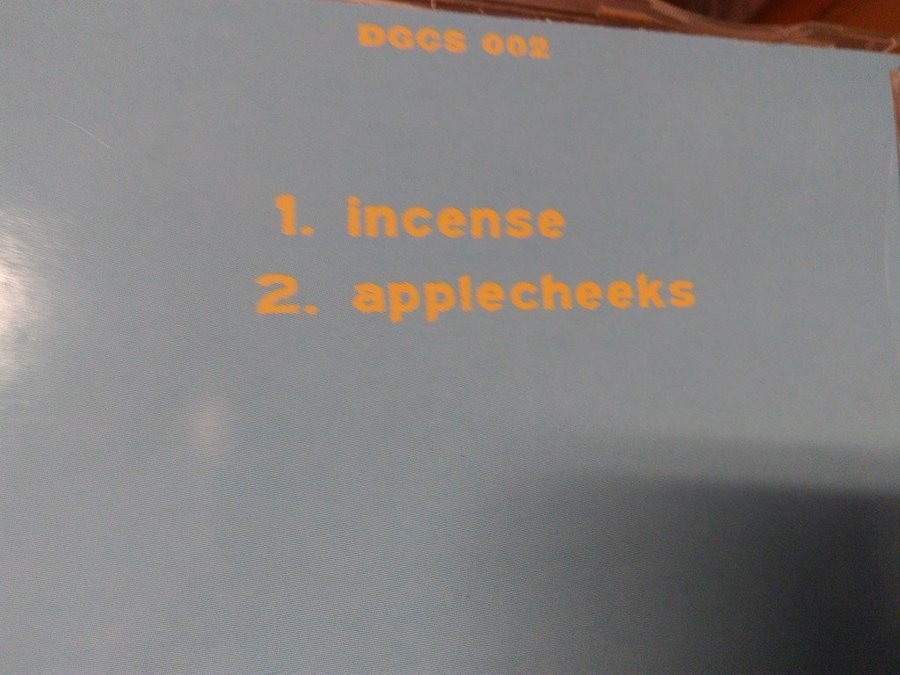 DGCS 002
1. incense
2. applecheeks